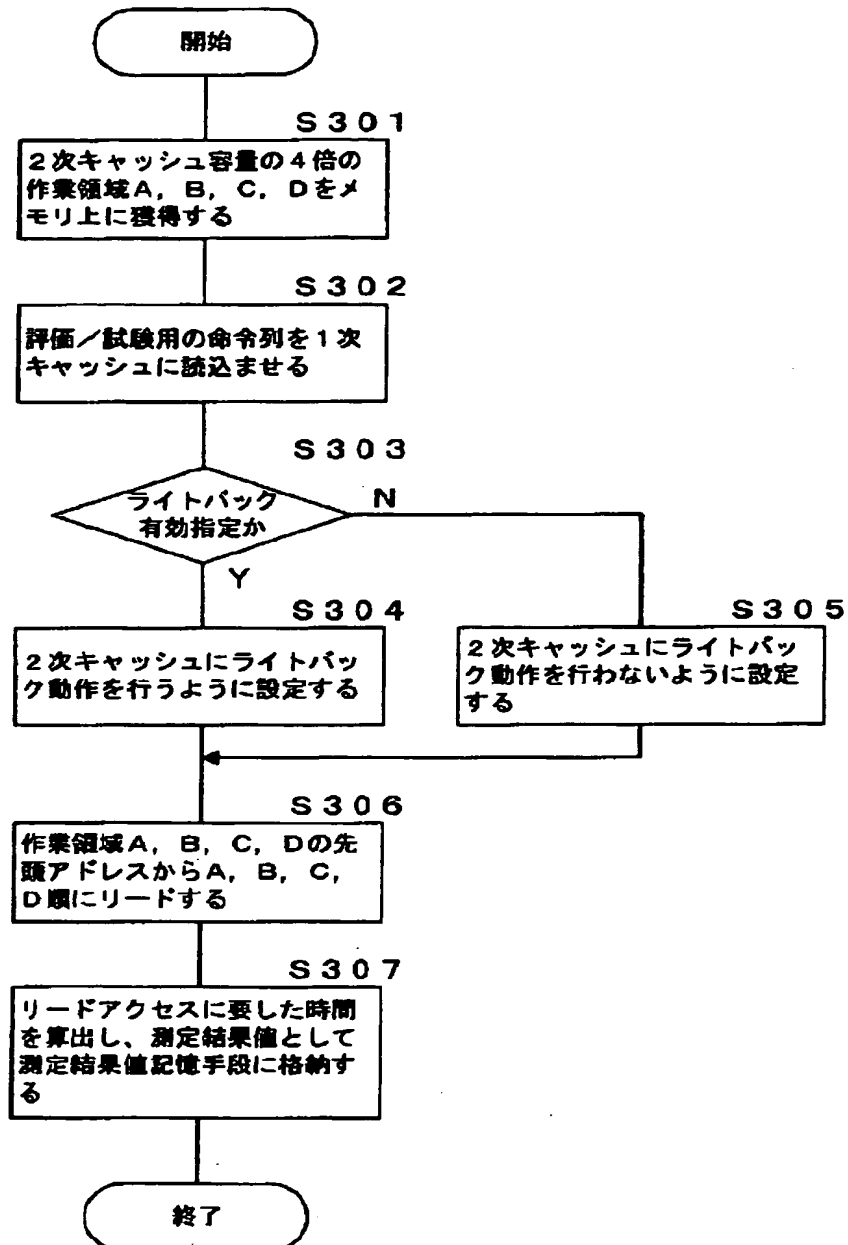 開始
S301
2次キャッシュ容量の4倍の
作業領域A, B, C, Dをメ
モリ上に獲得する
S302
評価/試験用の命令列を1次
キャッシュに読込ませる
S303
ライトバック
有効指定か
N
Y
S304
2次キャッシュにライトバッ
ク動作を行うように設定する
S305
2次キャッシュにライトバッ
ク動作を行わないように設定
する
S306
作業領域A, B, C, Dの先
頭アドレスからA, B, C,
D順にリードする
S307
リードアクセスに要した時間
を算出し、測定結果値として
測定結果値記憶手段に格納す
る
終了